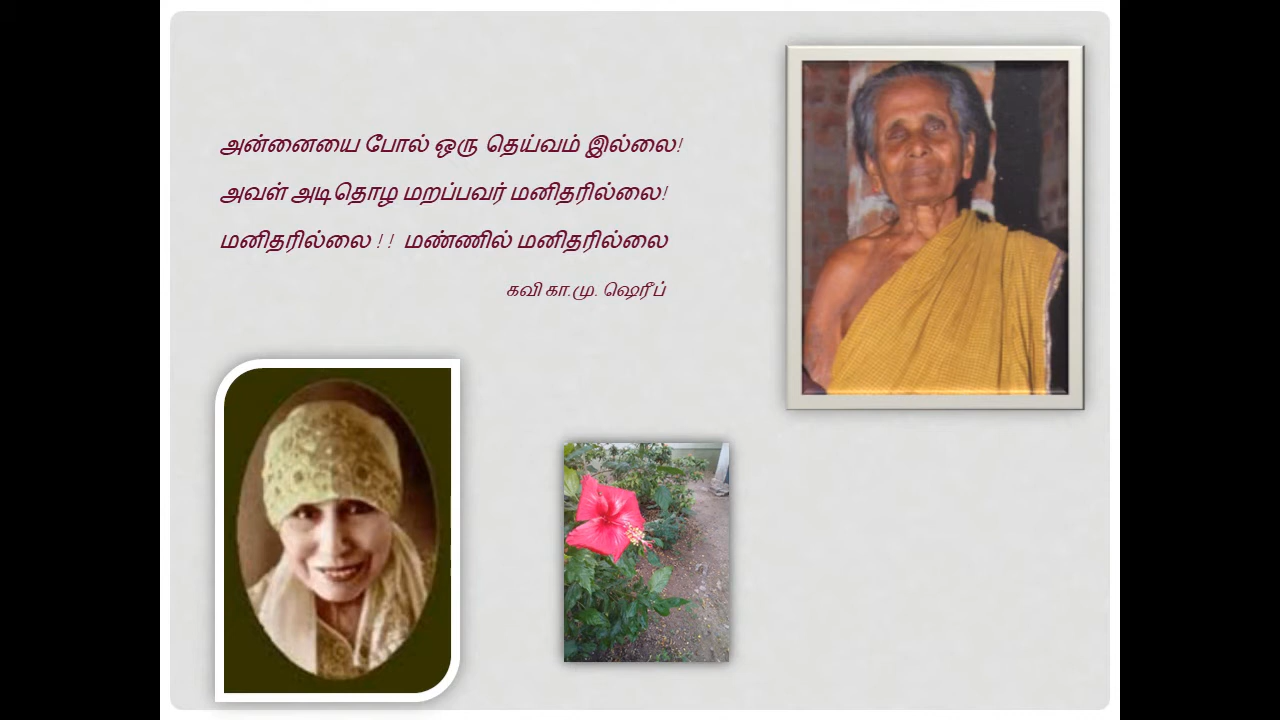 அன்னையை போல் ஒரு தெய்வம் இல்லை!
அவள் அடிதொழ மறப்பவர் மனிதரில்லை!
மனிதரில்லை ! ! மண்ணில் மனிதரில்லை
கவி கா.மு. ஷெரீப்